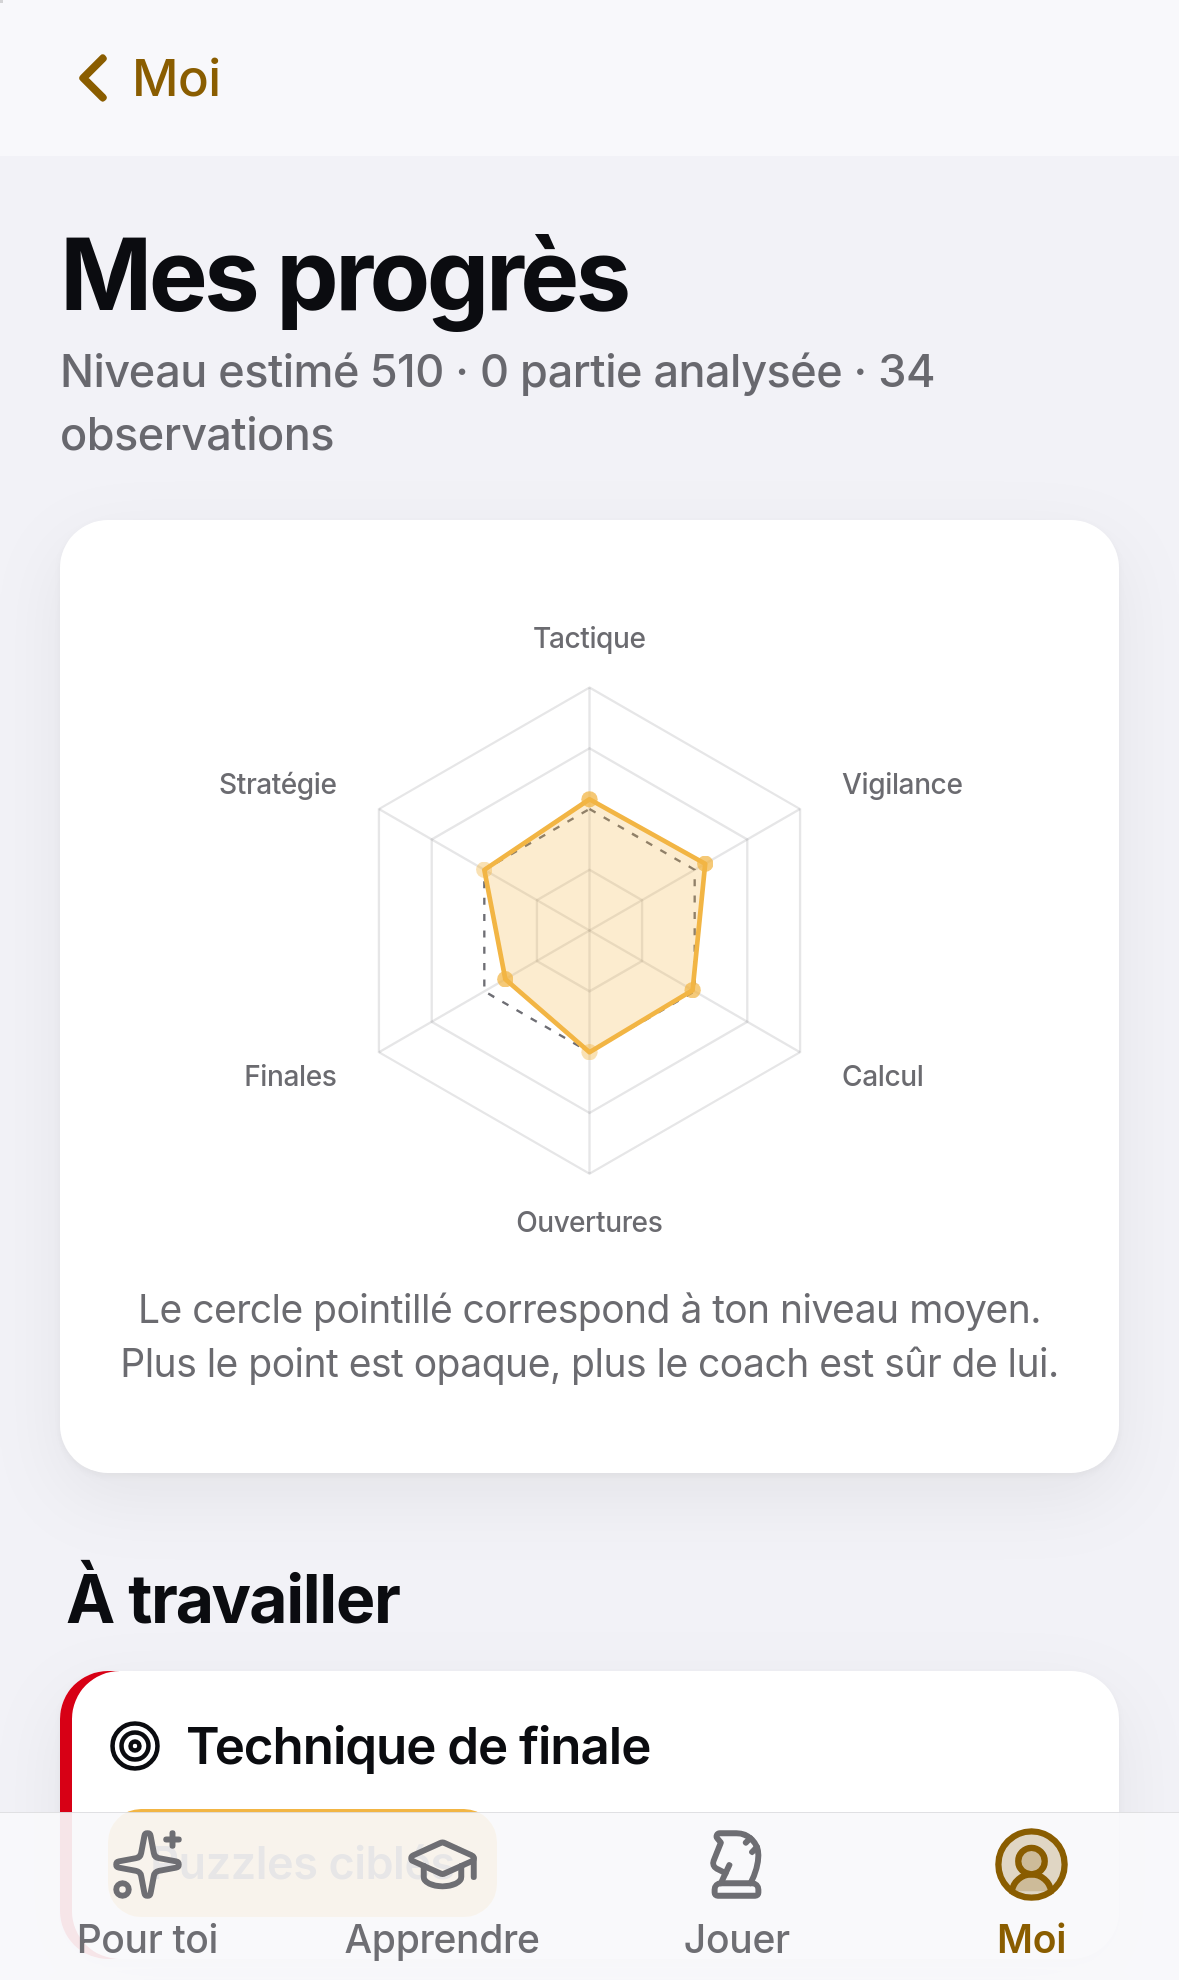 Moi
Mes progrès
Niveau estimé 510 · 0 partie analysée · 34
observations
Tactique
Stratégie
Vigilance
Finales
Calcul
Ouvertures
Le cercle pointillé correspond à ton niveau moyen.
Plus le point est opaque, plus le coach est sûr de lui.
À travailler
Technique de finale
Puzzles ciblés
Pour toi
Apprendre
Jouer
Moi